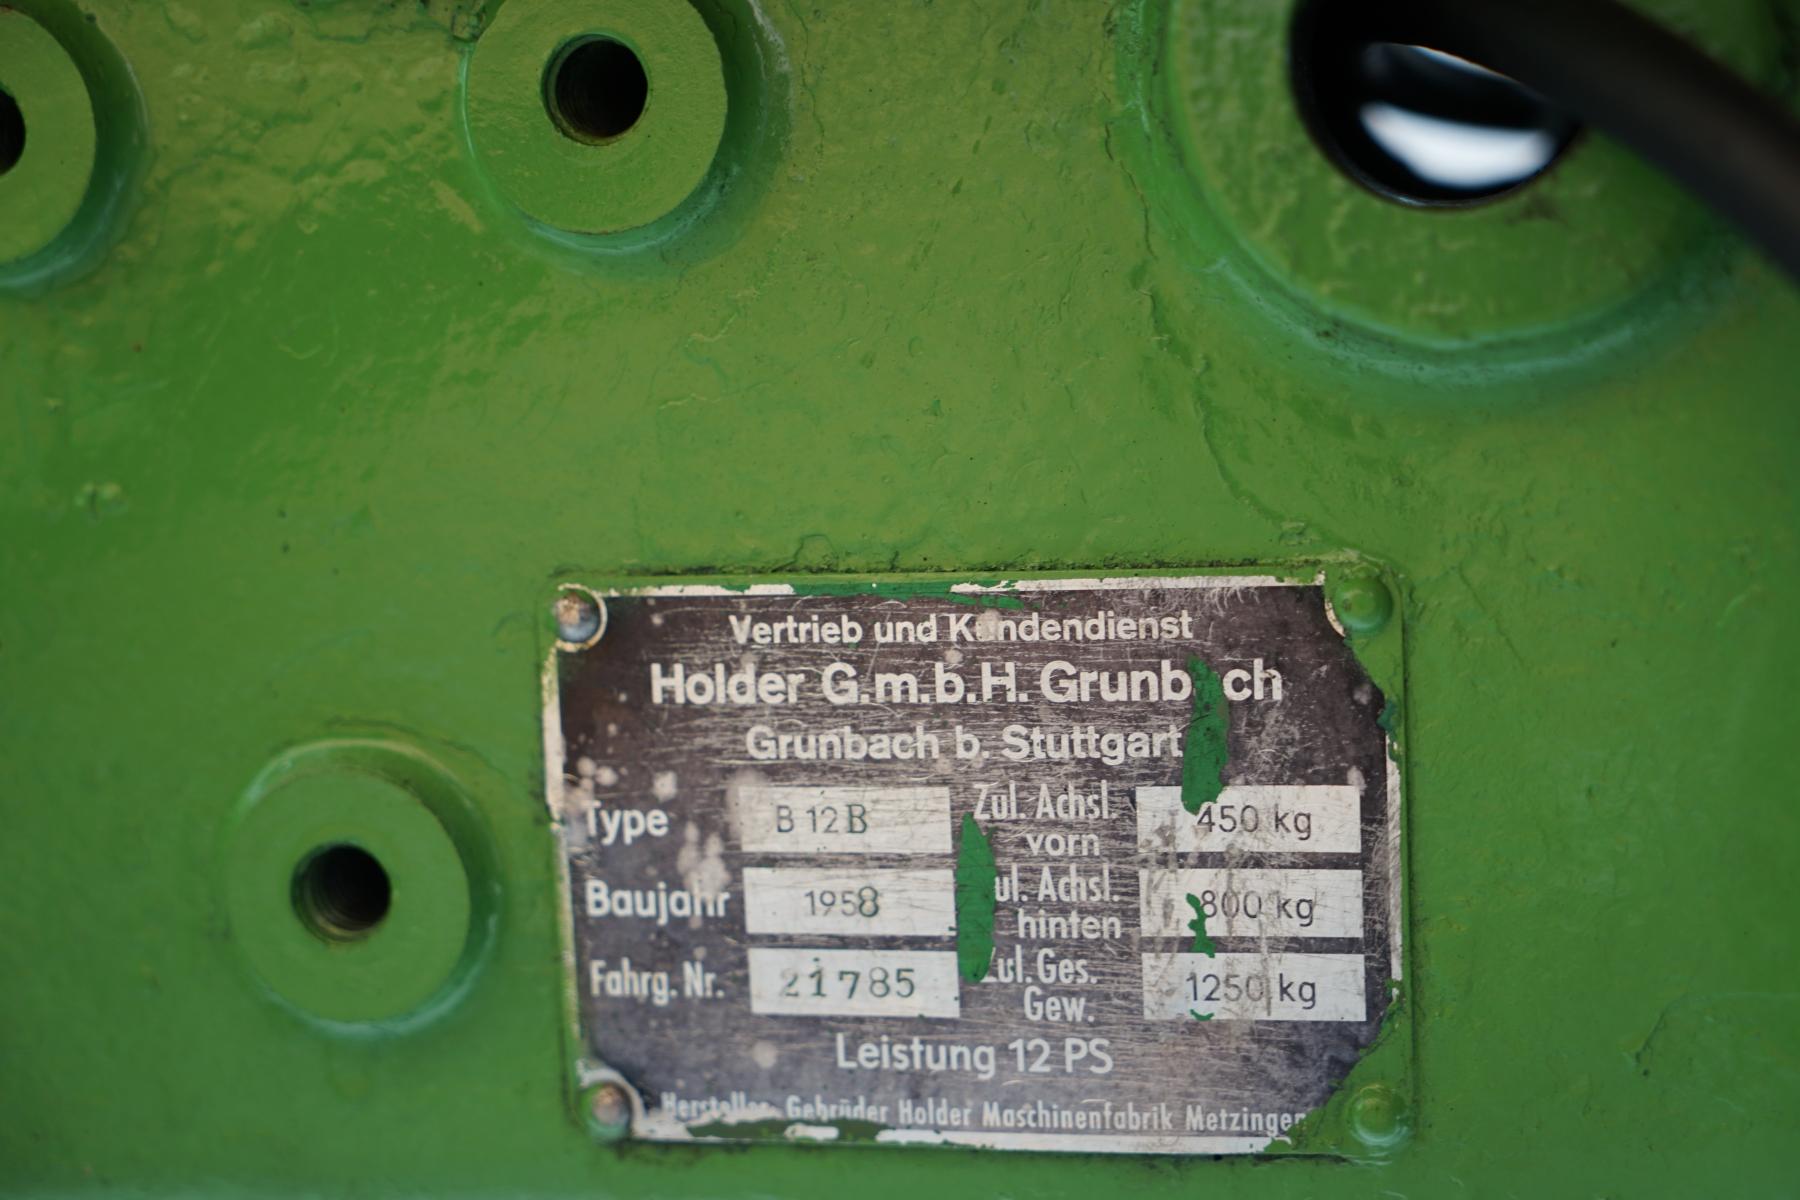 Vertrieb und Kundendienst
Holder G.m.b.H. Grunbach
Grunbach b. Stuttgart
Type B 12 B Zul. Achsl. vorn 450 kg
Baujahr 1958 Zul. Achsl. hinten 800 kg
Fahrg. Nr. 21785 Zul. Ges. Gew. 1250 kg
Leistung 12 PS
Hersteller Gebrüder Holder Maschinenfabrik Metzingen